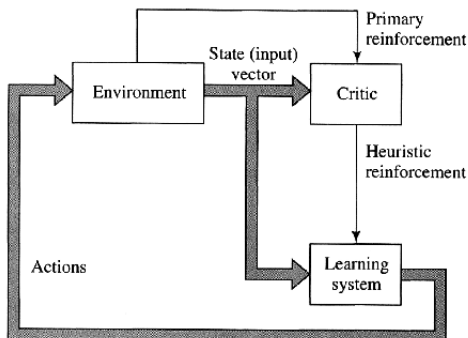 Primary
reinforcement
State (input)
vector
Environment
Critic
Heuristic
reinforcement
Actions
Learning
system